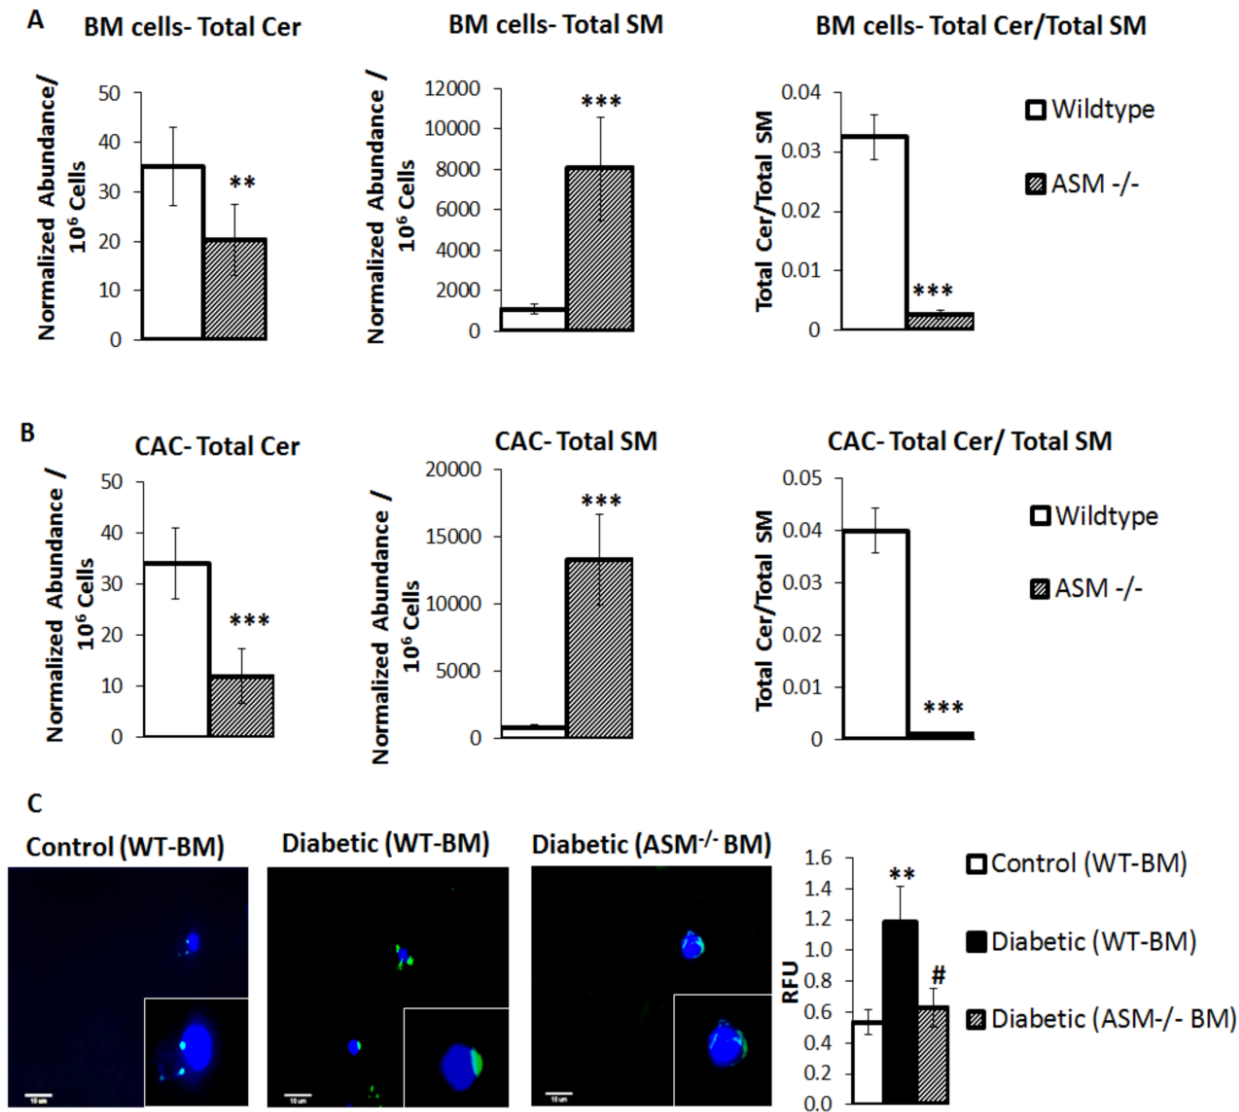 A
BM cells- Total Cer
BM cells- Total SM
BM cells- Total Cer/Total SM
Normalized Abundance/
10⁶ Cells
50
40
30
20
10
0
**
Normalized Abundance /
10⁶ Cells
12000
10000
8000
6000
4000
2000
0
***
Total Cer/Total SM
0.04
0.03
0.02
0.01
0
***
Wildtype
ASM -/-
B
CAC- Total Cer
CAC- Total SM
CAC- Total Cer/ Total SM
Normalized Abundance /
10⁶ Cells
50
40
30
20
10
0
***
Normalized Abundance /
10⁶ Cells
20000
15000
10000
5000
0
***
Total Cer/Total SM
0.05
0.04
0.03
0.02
0.01
0
***
Wildtype
ASM -/-
C
Control (WT-BM)
Diabetic (WT-BM)
Diabetic (ASM⁻/⁻ BM)
10 um
10 um
10 um
RFU
1.6
1.4
1.2
1.0
0.8
0.6
0.4
0.2
0.0
**
#
Control (WT-BM)
Diabetic (WT-BM)
Diabetic (ASM-/- BM)